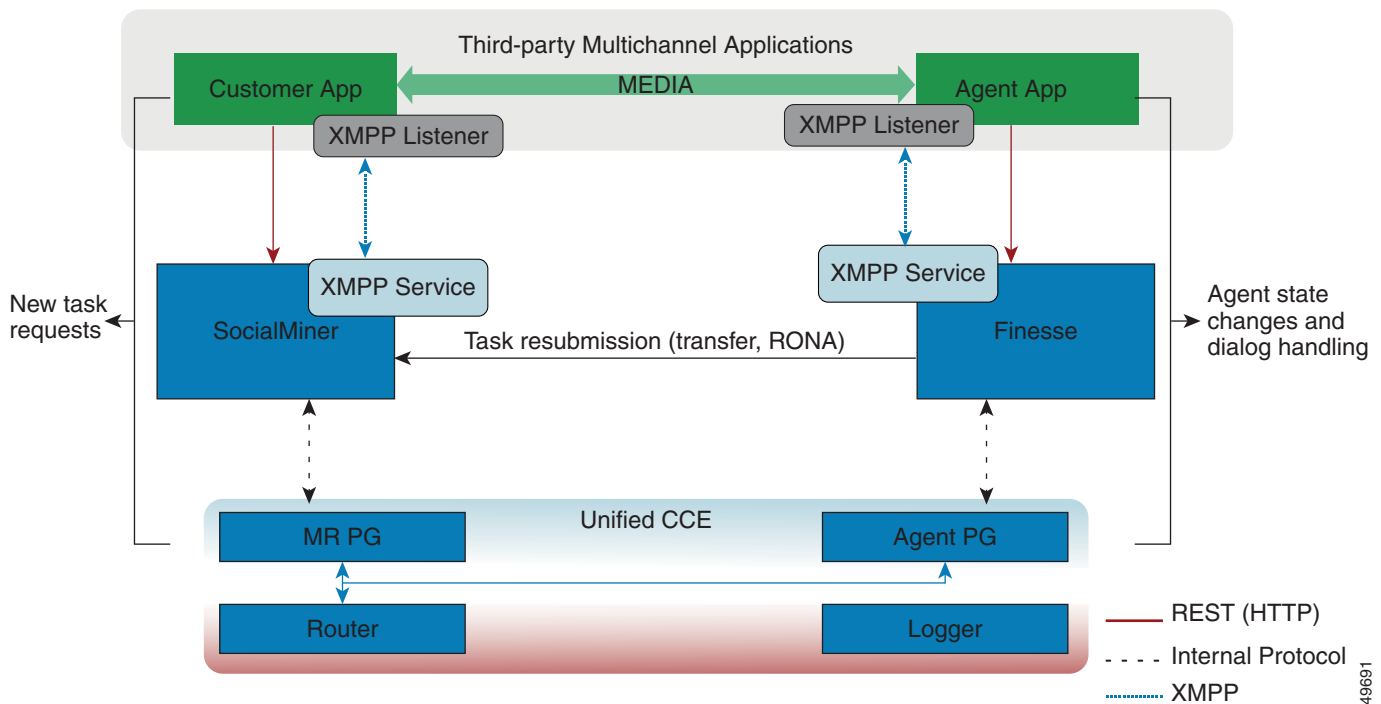 Third-party Multichannel Applications
Customer App
MEDIA
Agent App
XMPP Listener
XMPP Listener
XMPP Service
XMPP Service
New task
requests
SocialMiner
Task resubmission (transfer, RONA)
Finesse
Agent state
changes and
dialog handling
Unified CCE
MR PG
Agent PG
Router
Logger
REST (HTTP)
Internal Protocol
XMPP
49691